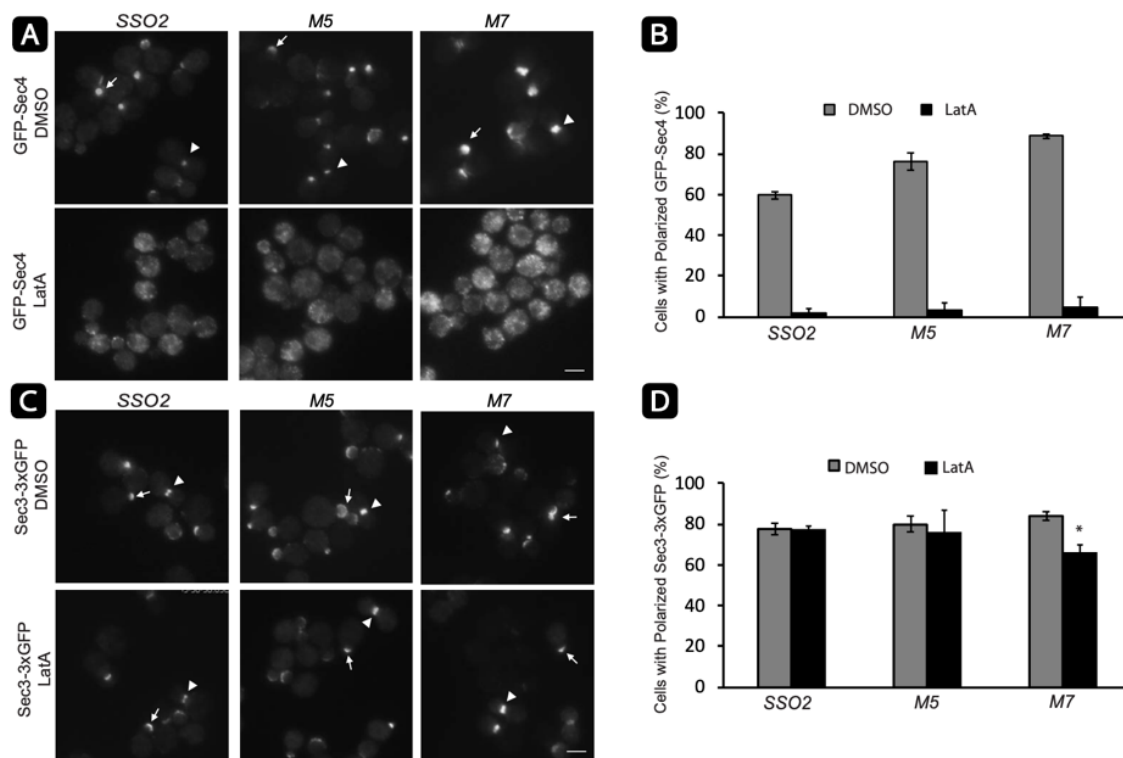 A
SSO2
M5
M7
GFP-Sec4
DMSO
GFP-Sec4
LatA
B
DMSO
LatA
Cells with Polarized GFP-Sec4 (%)
100
80
60
40
20
0
SSO2
M5
M7
C
SSO2
M5
M7
Sec3-3xGFP
DMSO
Sec3-3xGFP
LatA
D
DMSO
LatA
Cells with Polarized Sec3-3xGFP (%)
100
80
60
40
20
0
*
SSO2
M5
M7